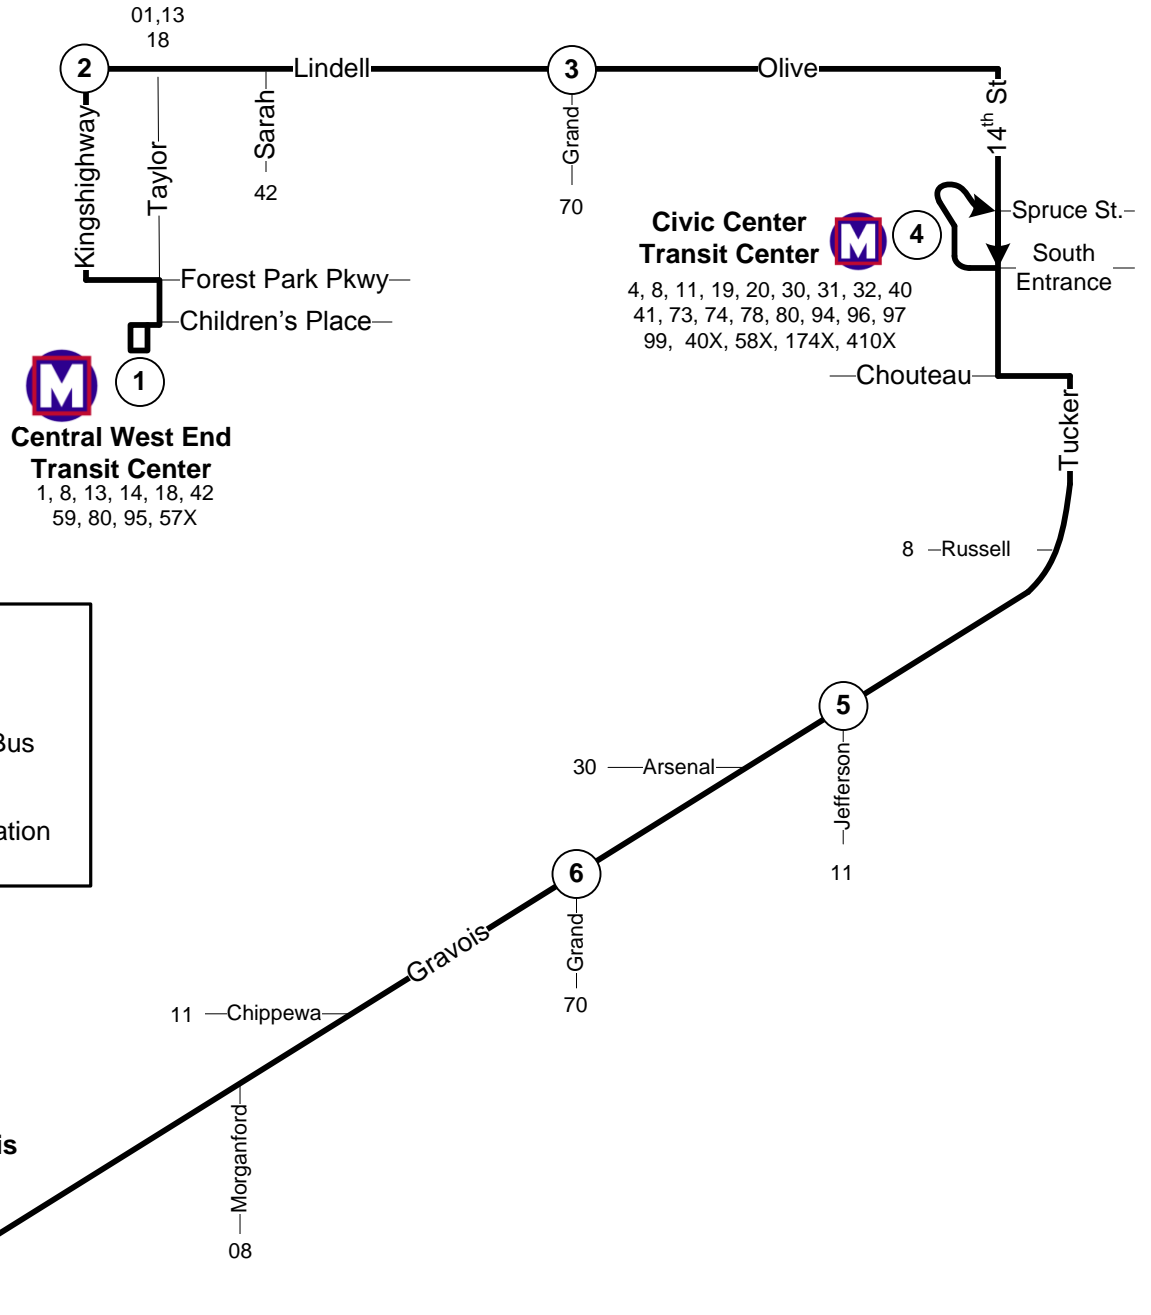 01,13
18
2
Lindell
3
Olive
Kingshighway
Taylor
Sarah
42
Grand
70
14th St
Civic Center
Transit Center
M
4
Spruce St.
South
Entrance
4, 8, 11, 19, 20, 30, 31, 32, 40
41, 73, 74, 78, 80, 94, 96, 97
99, 40X, 58X, 174X, 410X
Forest Park Pkwy
Children's Place
M
1
Central West End
Transit Center
1, 8, 13, 14, 18, 42
59, 80, 95, 57X
Chouteau
Tucker
8
Russell
5
Bus
30
Arsenal
Jefferson
11
ation
6
Grand
70
Gravois
11
Chippewa
Morganford
08
is